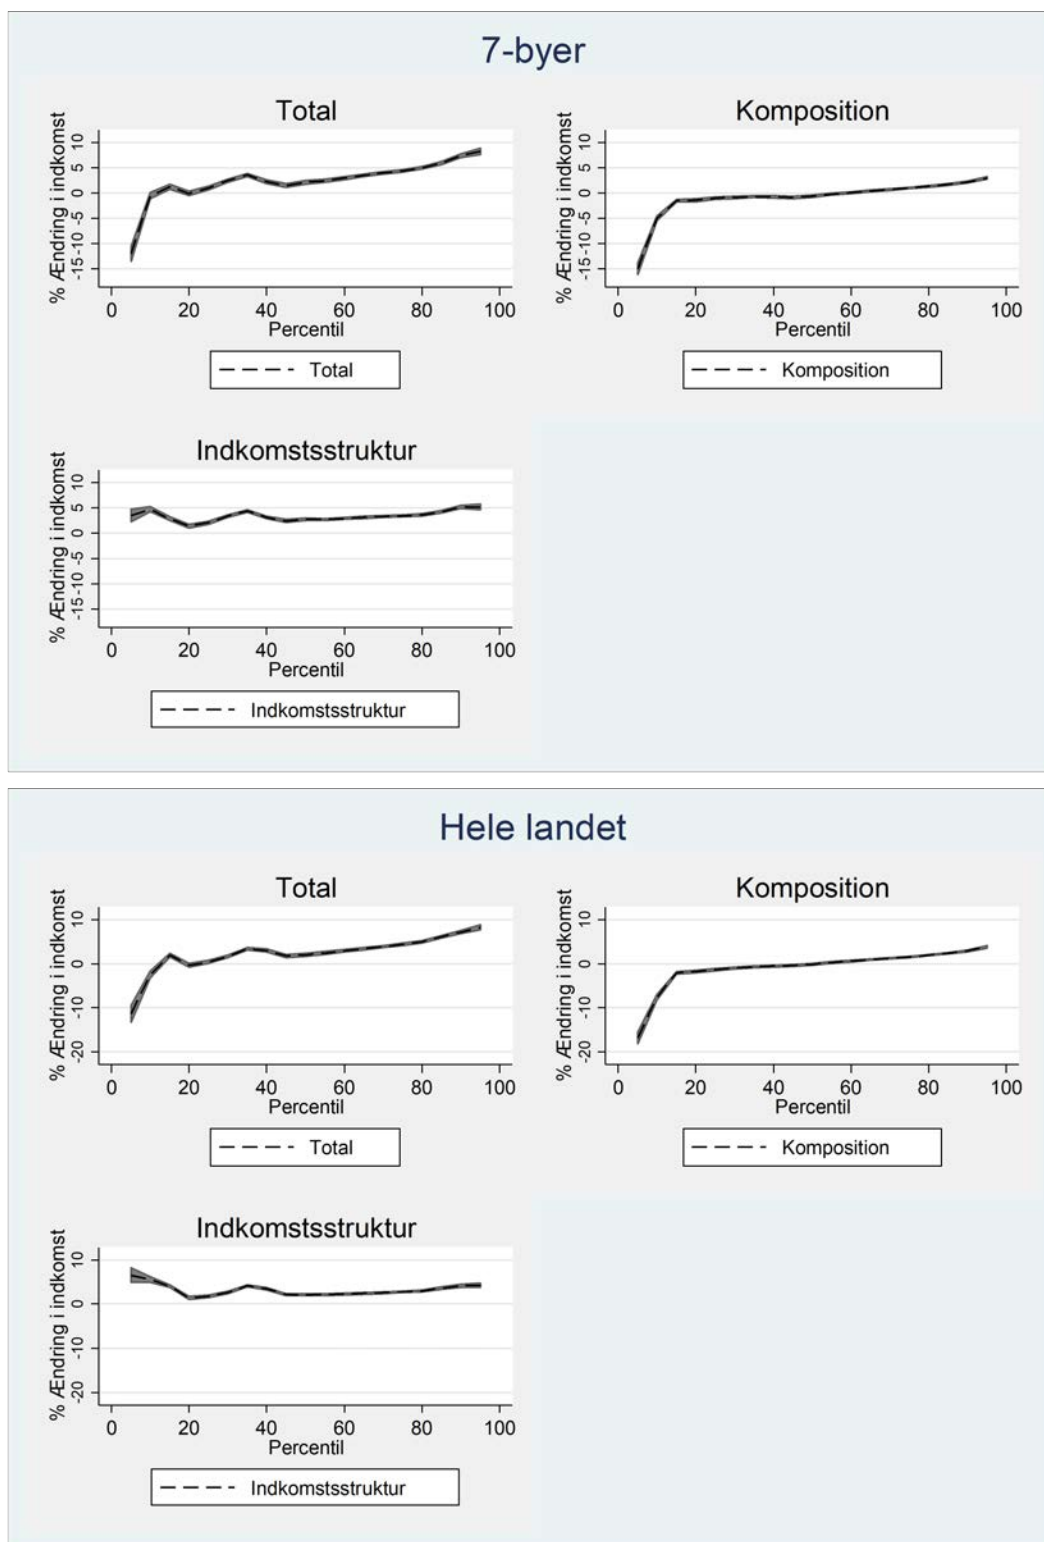 7-byer
Total
% Ændring i indkomst
10
5
0
-5
-10
-15
0 20 40 60 80 100
Percentil
Total
Komposition
% Ændring i indkomst
10
5
0
-5
-10
-15
0 20 40 60 80 100
Percentil
Komposition
Indkomstsstruktur
% Ændring i indkomst
10
5
0
-5
-10
-15
0 20 40 60 80 100
Percentil
Indkomstsstruktur
Hele landet
Total
% Ændring i indkomst
10
0
-10
-20
0 20 40 60 80 100
Percentil
Total
Komposition
% Ændring i indkomst
10
0
-10
-20
0 20 40 60 80 100
Percentil
Komposition
Indkomstsstruktur
% Ændring i indkomst
10
0
-10
-20
0 20 40 60 80 100
Percentil
Indkomstsstruktur